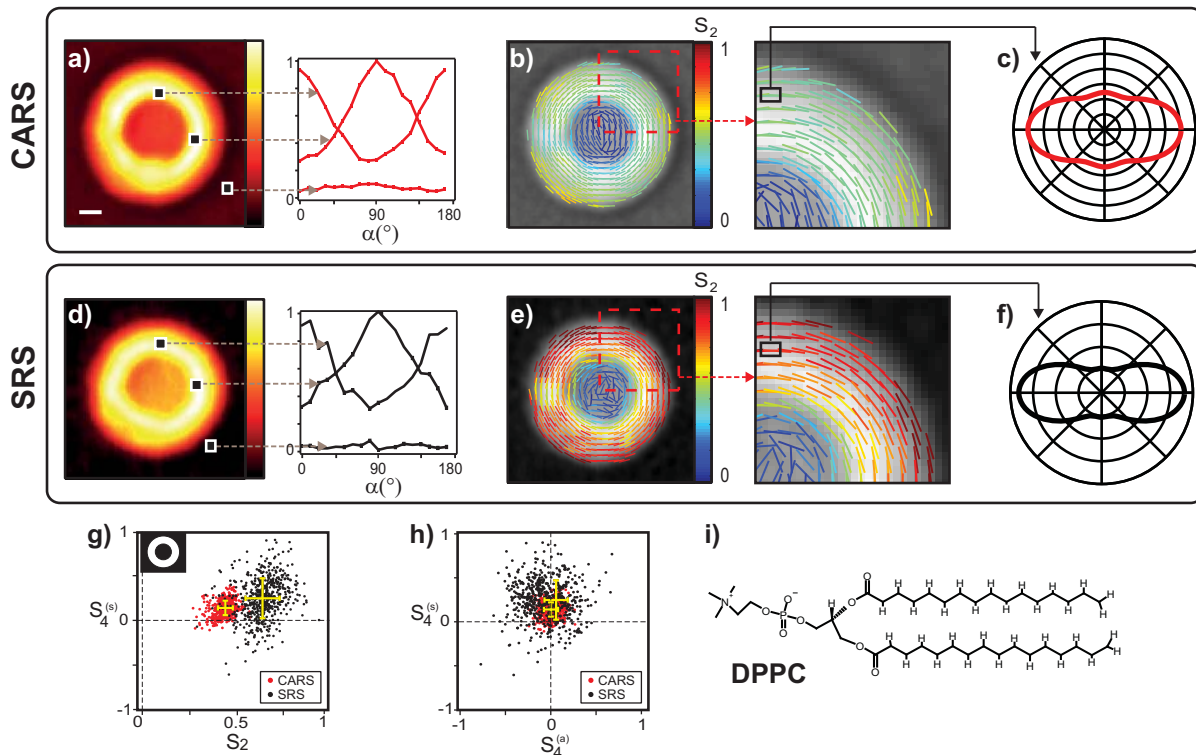 CARS
a)
1
0
0
90
180
α(°)
b)
S2
1
0
c)
SRS
d)
1
0
0
90
180
α(°)
e)
S2
1
0
f)
g)
1
S4(s)
0
-1
0.5
1
S2
CARS
SRS
h)
1
S4(s)
0
-1
-1
0
1
S4(a)
CARS
SRS
i)
N+
O
P
O−
O
O
H
O
O
O
O
H H H H H H H H H H H H H H
H H H H H H H H H H H H H H
DPPC